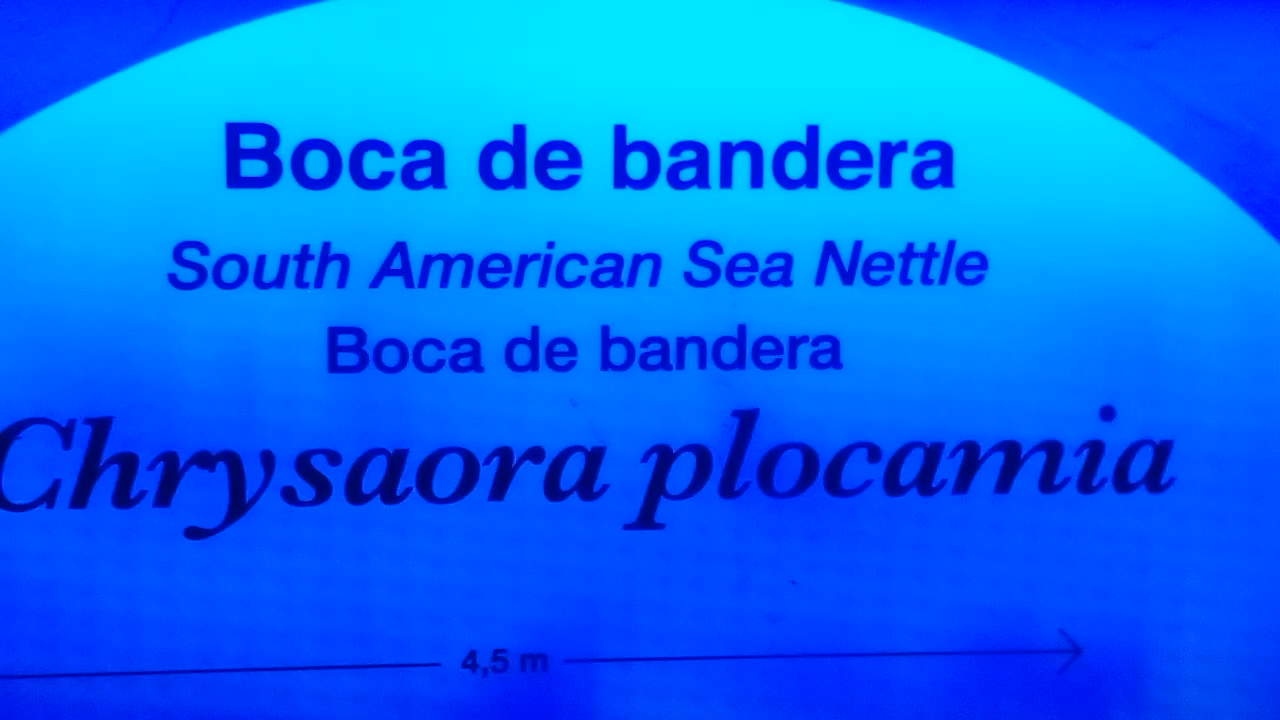 Boca de bandera
South American Sea Nettle
Boca de bandera
Chrysaora plocamia
4,5 m